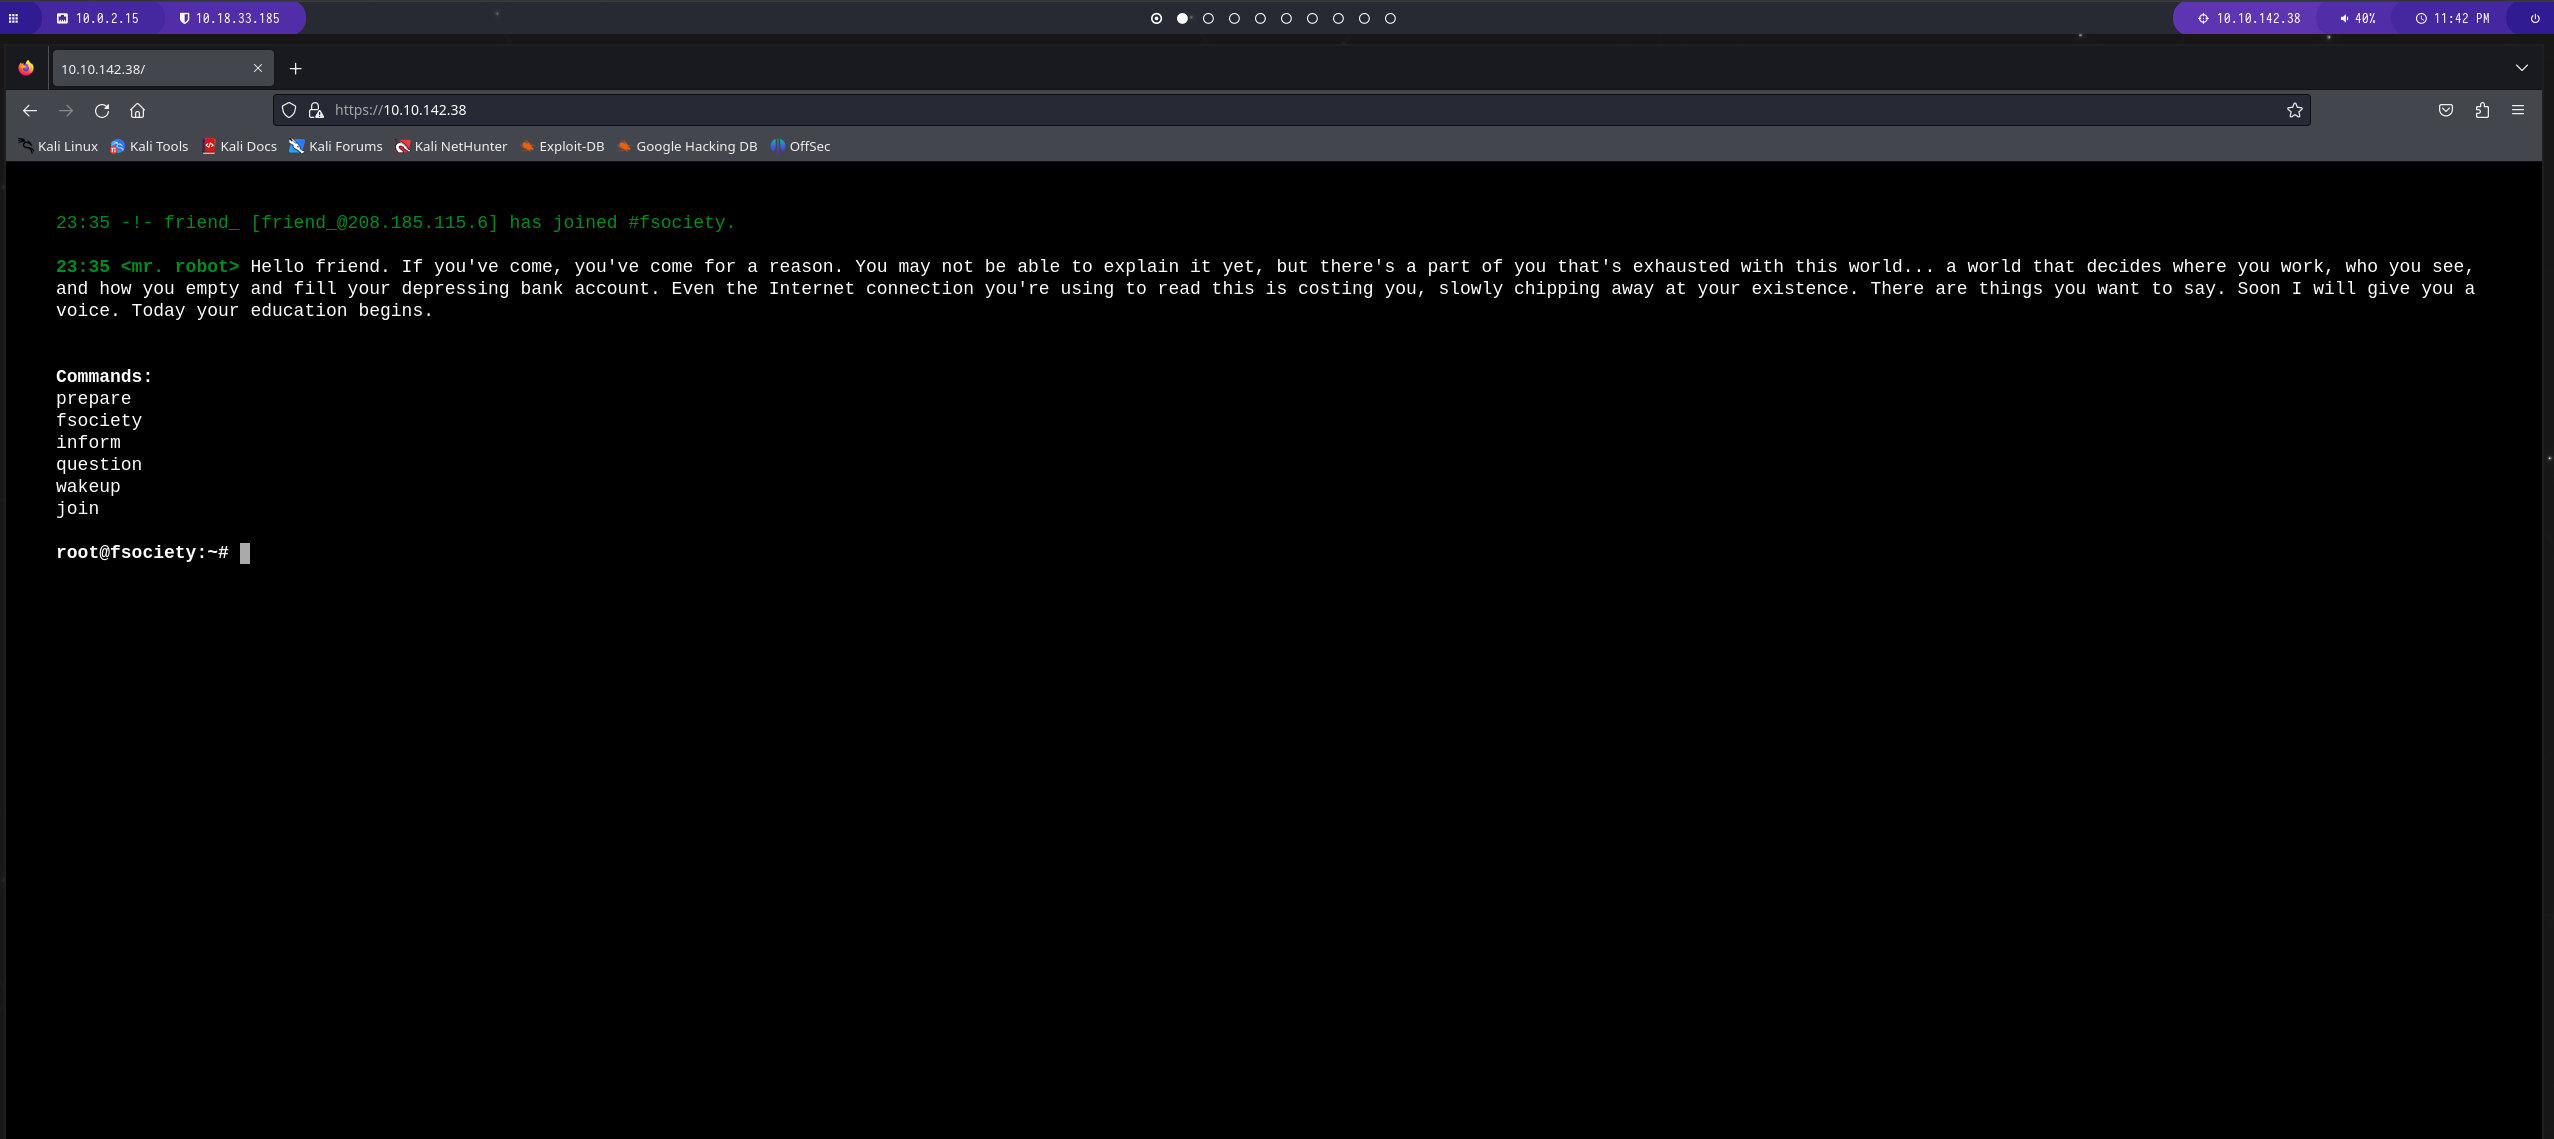 10.0.2.15 10.18.33.185 10.10.142.38 40% 11:42 PM
10.10.142.38/
https://10.10.142.38
Kali Linux Kali Tools Kali Docs Kali Forums Kali NetHunter Exploit-DB Google Hacking DB OffSec
23:35 -!- friend_ [friend_@208.185.115.6] has joined #fsociety.
23:35 <mr. robot> Hello friend. If you've come, you've come for a reason. You may not be able to explain it yet, but there's a part of you that's exhausted with this world... a world that decides where you work, who you see,
and how you empty and fill your depressing bank account. Even the Internet connection you're using to read this is costing you, slowly chipping away at your existence. There are things you want to say. Soon I will give you a
voice. Today your education begins.
Commands:
prepare
fsociety
inform
question
wakeup
join
root@fsociety:~#